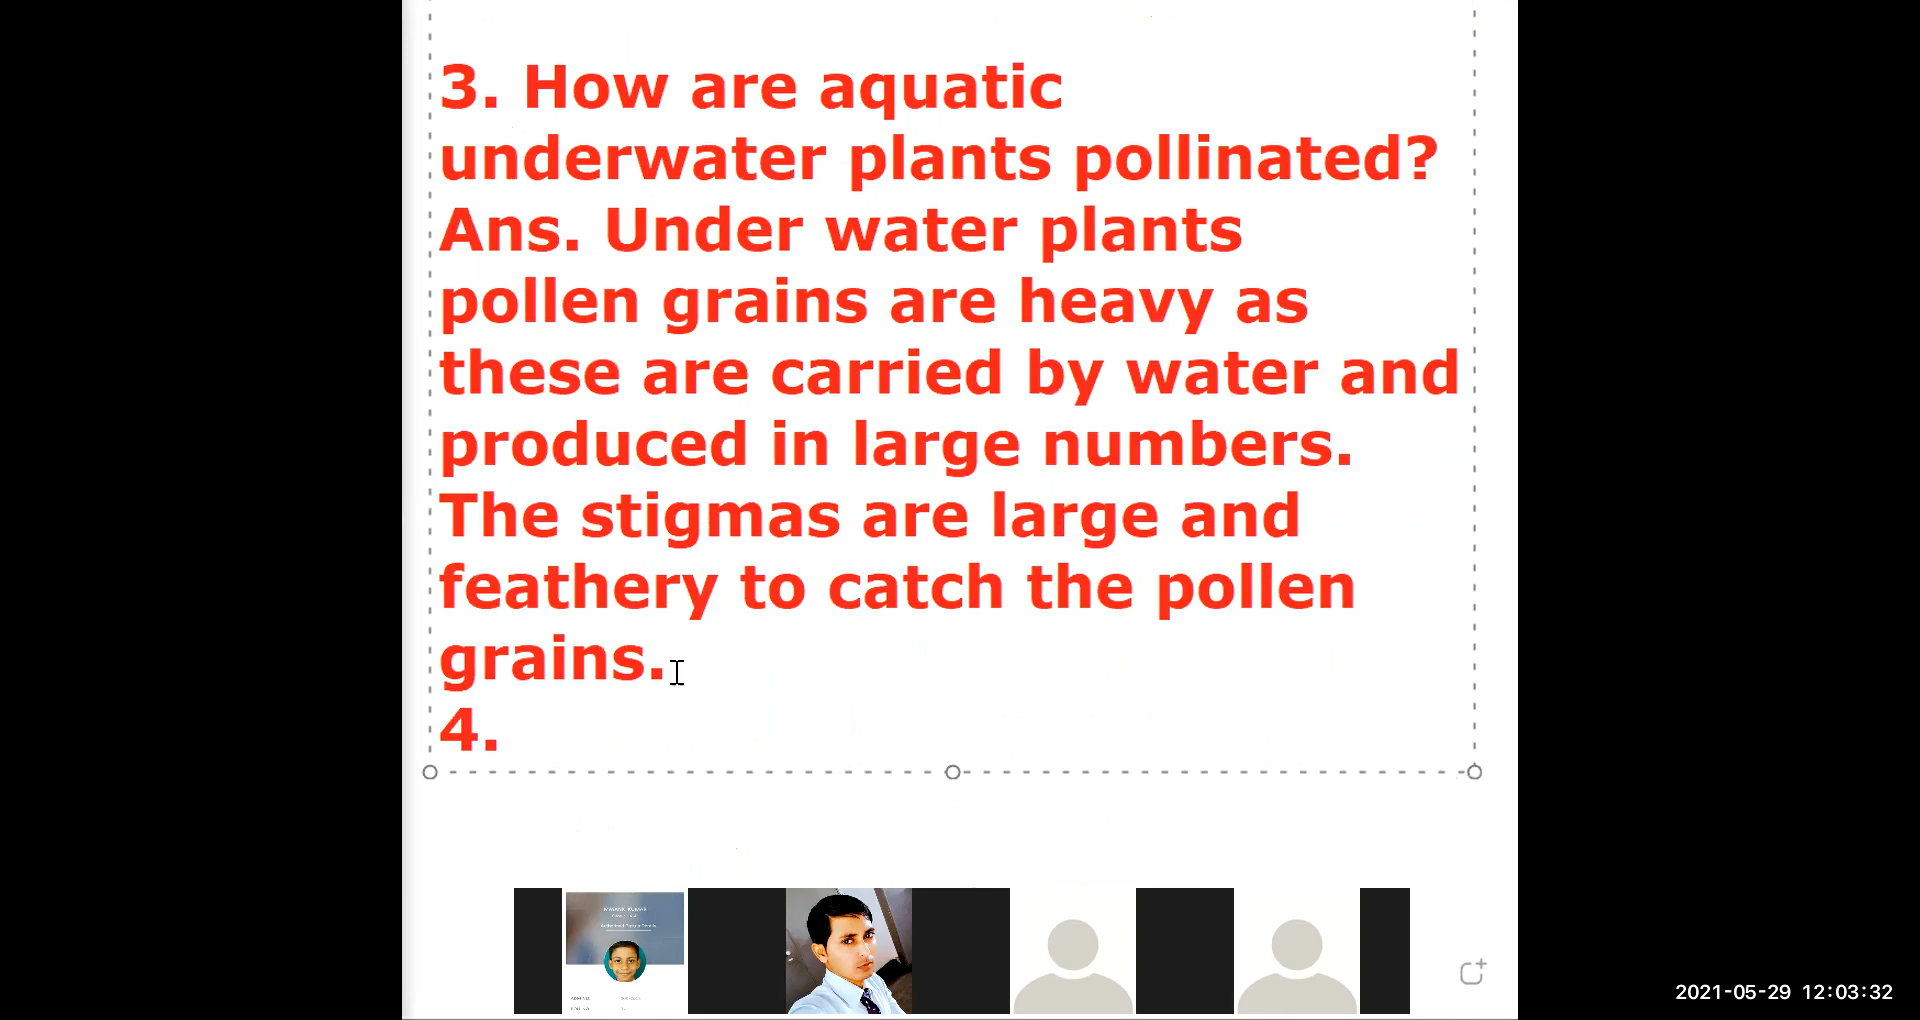 3. How are aquatic
underwater plants pollinated?
Ans. Under water plants
pollen grains are heavy as
these are carried by water and
produced in large numbers.
The stigmas are large and
feathery to catch the pollen
grains.
4.
MAYANK KUMAR
2021-05-29 12:03:32